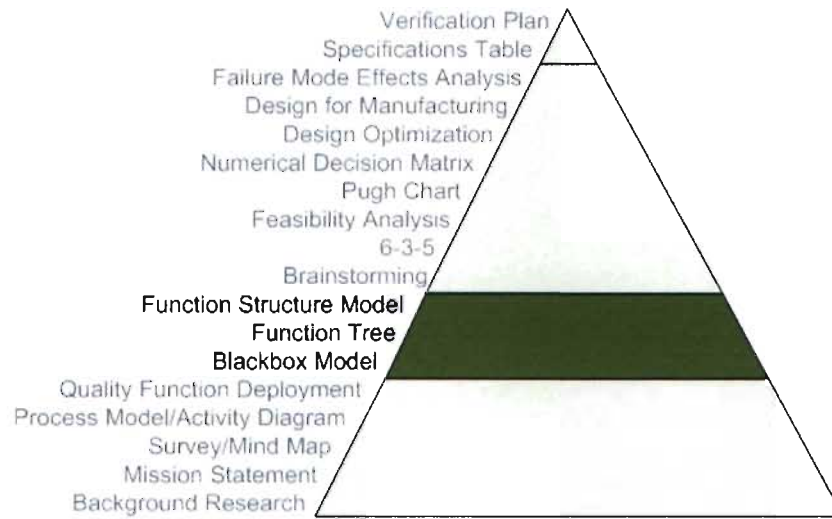 Verification Plan
Specifications Table
Failure Mode Effects Analysis
Design for Manufacturing
Design Optimization
Numerical Decision Matrix
Pugh Chart
Feasibility Analysis
6-3-5
Brainstorming
Function Structure Model
Function Tree
Blackbox Model
Quality Function Deployment
Process Model/Activity Diagram
Survey/Mind Map
Mission Statement
Background Research